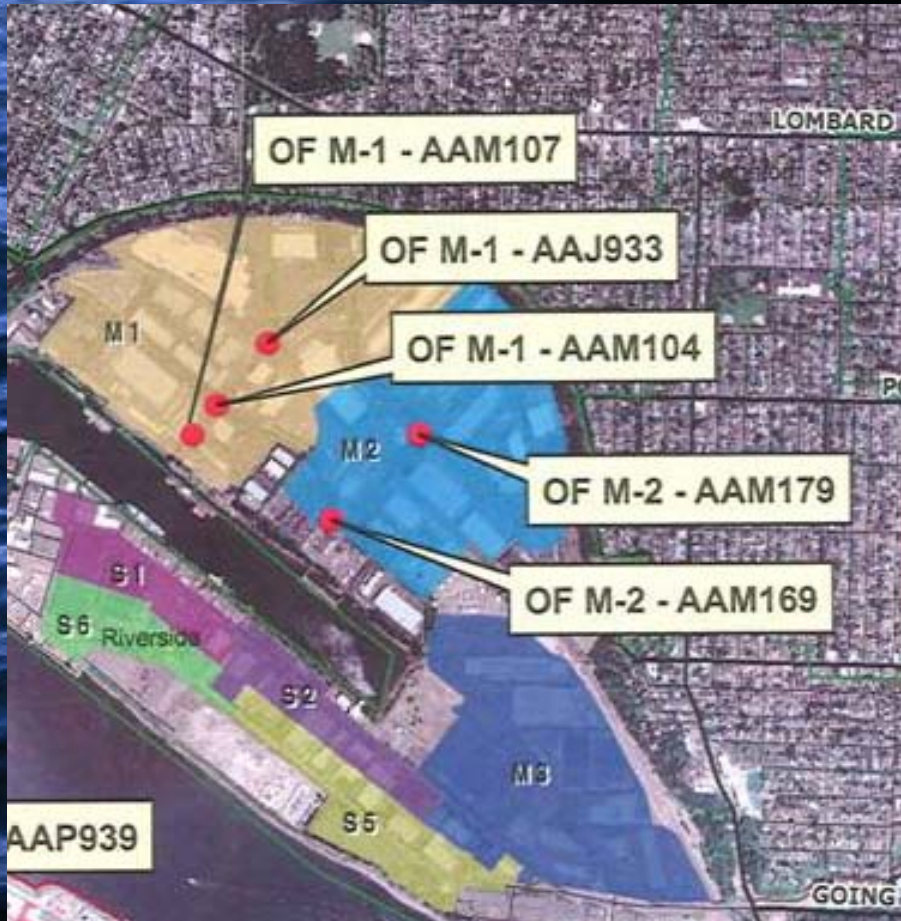 LOMBARD
OF M-1 - AAM107
OF M-1 - AAJ933
M1
OF M-1 - AAM104
M2
OF M-2 - AAM179
S1
OF M-2 - AAM169
S6
Riverside
S2
M3
S5
AAP939
GOING